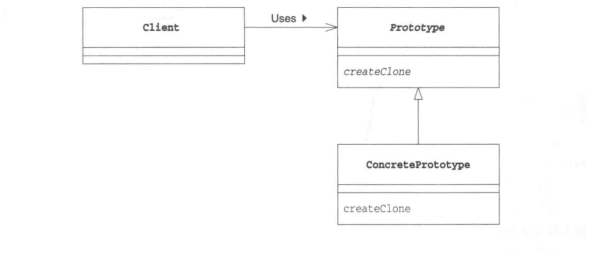 Client
Uses
Prototype
createClone
ConcretePrototype
createClone